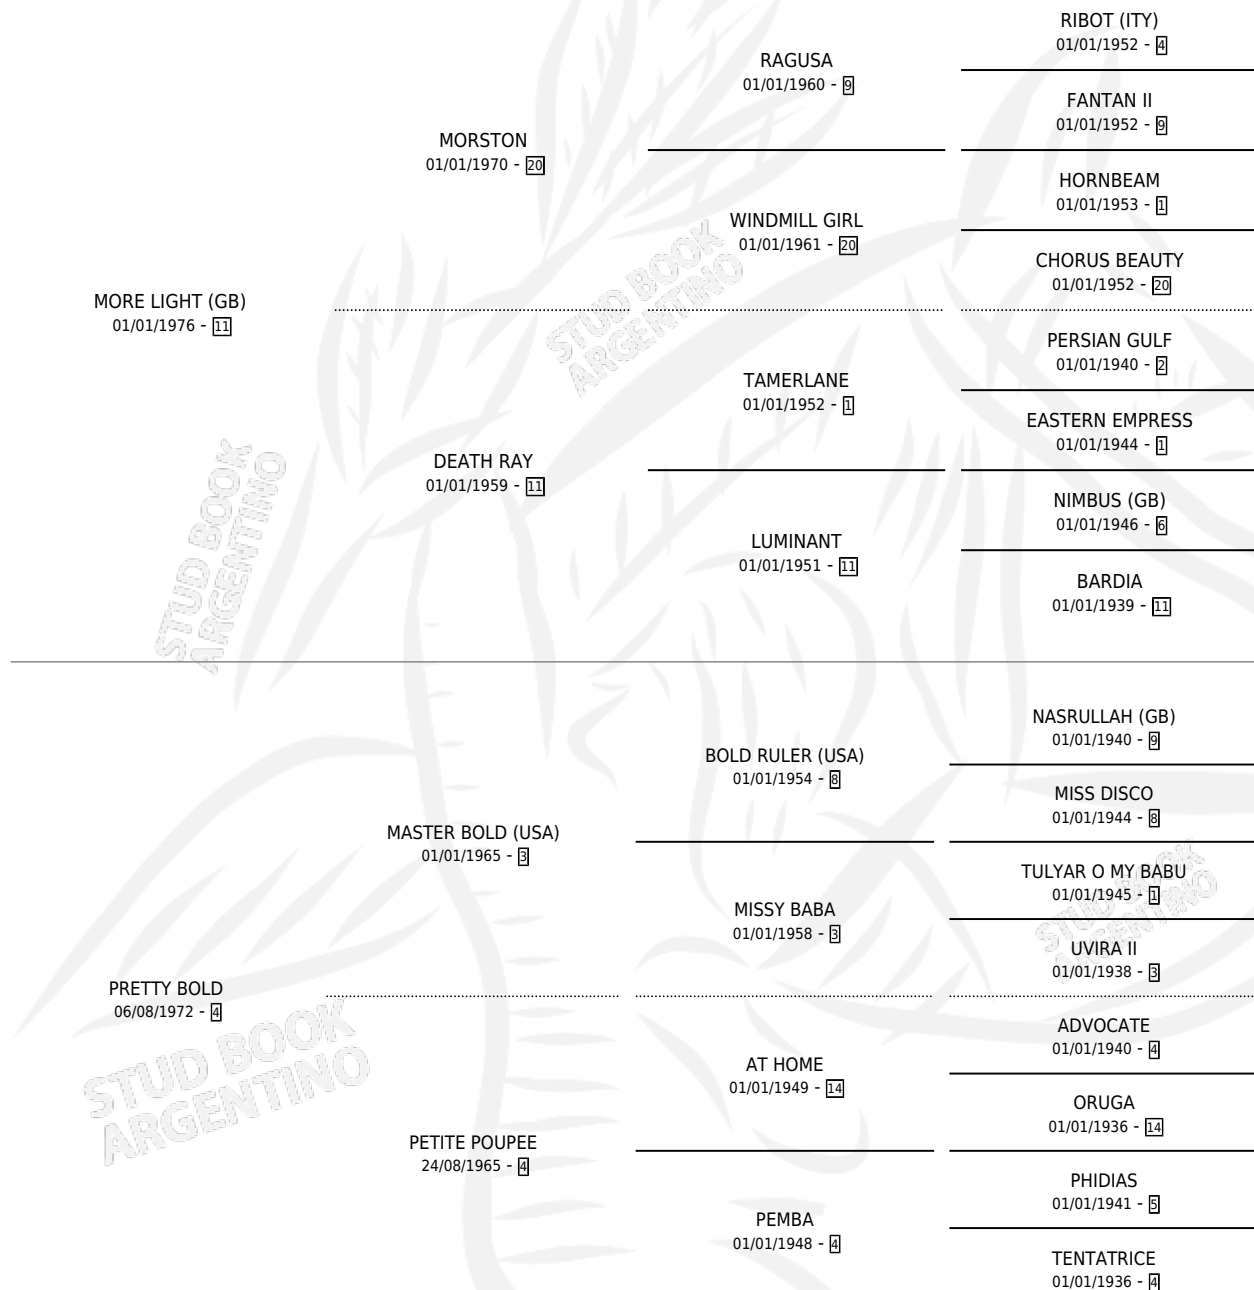 RIBOT (ITY)
01/01/1952 - 4
RAGUSA
01/01/1960 - 9
FANTAN II
01/01/1952 - 9
MORSTON
01/01/1970 - 20
HORNBEAM
01/01/1953 - 1
WINDMILL GIRL
01/01/1961 - 20
CHORUS BEAUTY
01/01/1952 - 20
MORE LIGHT (GB)
01/01/1976 - 11
STUD BOOK
ARGENTINO
PERSIAN GULF
01/01/1940 - 2
TAMERLANE
01/01/1952 - 1
EASTERN EMPRESS
01/01/1944 - 1
DEATH RAY
01/01/1959 - 11
NIMBUS (GB)
01/01/1946 - 6
LUMINANT
01/01/1951 - 11
BARDIA
01/01/1939 - 11
STUD BOOK
ARGENTINO
NASRULLAH (GB)
01/01/1940 - 9
BOLD RULER (USA)
01/01/1954 - 8
MISS DISCO
01/01/1944 - 8
MASTER BOLD (USA)
01/01/1965 - 3
TULYAR O MY BABU
01/01/1945 - 1
STUD BOOK
ARGENTINO
MISSY BABA
01/01/1958 - 3
UVIRA II
01/01/1938 - 3
PRETTY BOLD
06/08/1972 - 4
STUD BOOK
ARGENTINO
ADVOCATE
01/01/1940 - 4
AT HOME
01/01/1949 - 14
ORUGA
01/01/1936 - 14
PETITE POUPEE
24/08/1965 - 4
PHIDIAS
01/01/1941 - 5
PEMBA
01/01/1948 - 4
TENTATRICE
01/01/1936 - 4